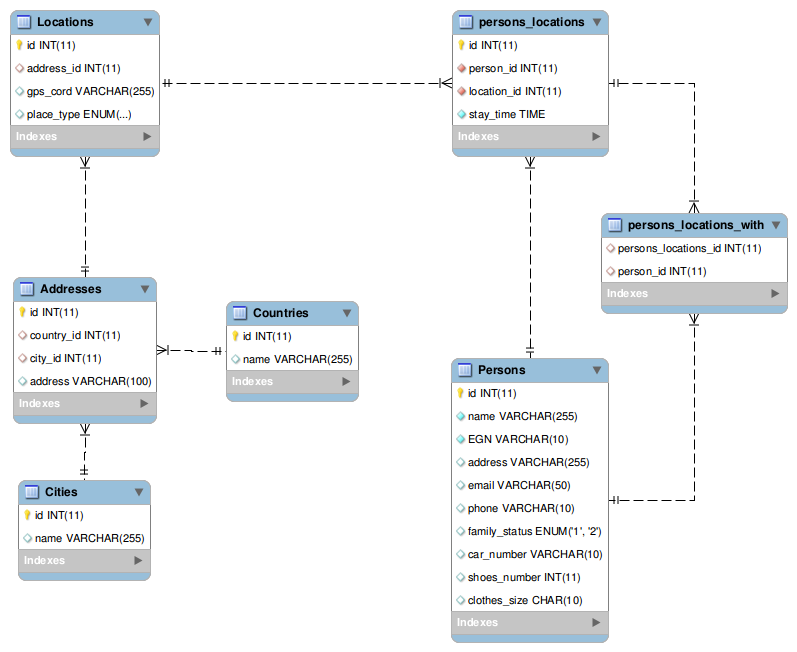 Locations
id INT(11)
address_id INT(11)
gps_cord VARCHAR(255)
place_type ENUM(...)
Indexes
persons_locations
id INT(11)
person_id INT(11)
location_id INT(11)
stay_time TIME
Indexes
persons_locations_with
persons_locations_id INT(11)
person_id INT(11)
Indexes
Addresses
id INT(11)
country_id INT(11)
city_id INT(11)
address VARCHAR(100)
Indexes
Countries
id INT(11)
name VARCHAR(255)
Indexes
Cities
id INT(11)
name VARCHAR(255)
Indexes
Persons
id INT(11)
name VARCHAR(255)
EGN VARCHAR(10)
address VARCHAR(255)
email VARCHAR(50)
phone VARCHAR(10)
family_status ENUM('1', '2')
car_number VARCHAR(10)
shoes_number INT(11)
clothes_size CHAR(10)
Indexes